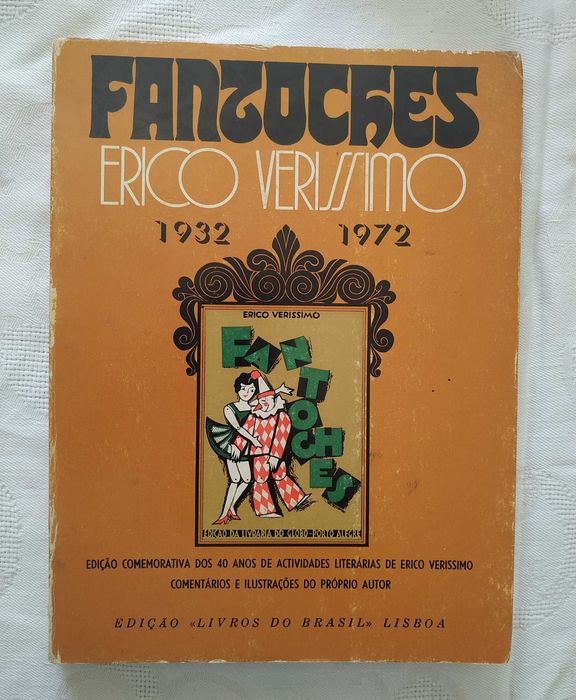 FANTOCHES
ERICO VERISSIMO
1932 1972
ERICO VERISSIMO
FANTOCHES
EDIÇÃO DA LIVRARIA DO GLOBO-PORTO ALEGRE
EDIÇÃO COMEMORATIVA DOS 40 ANOS DE ACTIVIDADES LITERÁRIAS DE ERICO VERISSIMO
COMENTÁRIOS E ILUSTRAÇÕES DO PRÓPRIO AUTOR
EDIÇÃO «LIVROS DO BRASIL» LISBOA